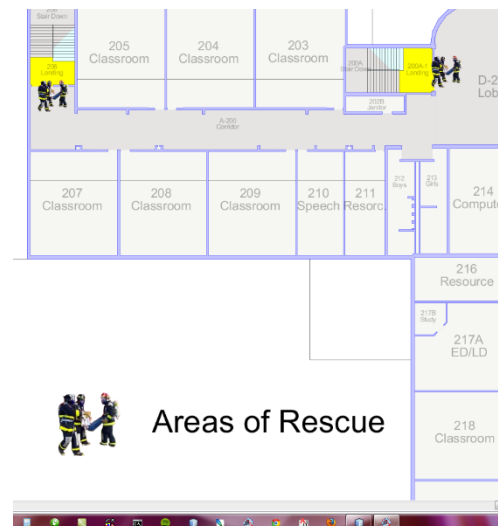 Stair Down
206
Landing
205
Classroom
204
Classroom
203
Classroom
200A
Stair Down
200A-1
Landing
202B
Janitor
A-200
Corridor
207
Classroom
208
Classroom
209
Classroom
210
Speech
211
Resorc.
212
Boys
213
Girls
214
Comput
216
Resource
217B
Study
217A
ED/LD
218
Classroom
D-2
Lob
Areas of Rescue